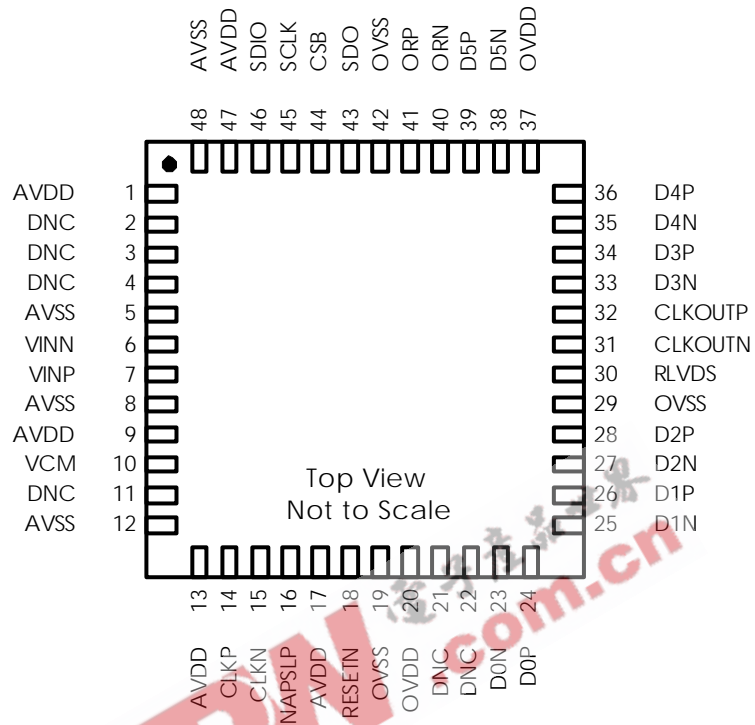 AVSS AVDD SDIO SCLK CSB SDO OVSS ORP ORN D5P D5N OVDD
48 47 46 45 44 43 42 41 40 39 38 37
AVDD 1 36 D4P
DNC 2 35 D4N
DNC 3 34 D3P
DNC 4 33 D3N
AVSS 5 32 CLKOUTP
VINN 6 31 CLKOUTN
VINP 7 30 RLVDS
AVSS 8 29 OVSS
AVDD 9 28 D2P
VCM 10 27 D2N
DNC 11 26 D1P
AVSS 12 25 D1N
Top View
Not to Scale
13 14 15 16 17 18 19 20 21 22 23 24
AVDD CLKP CLKN NAPSLP AVDD RESETN OVSS OVDD DNC DNC D0N D0P
.com.cn